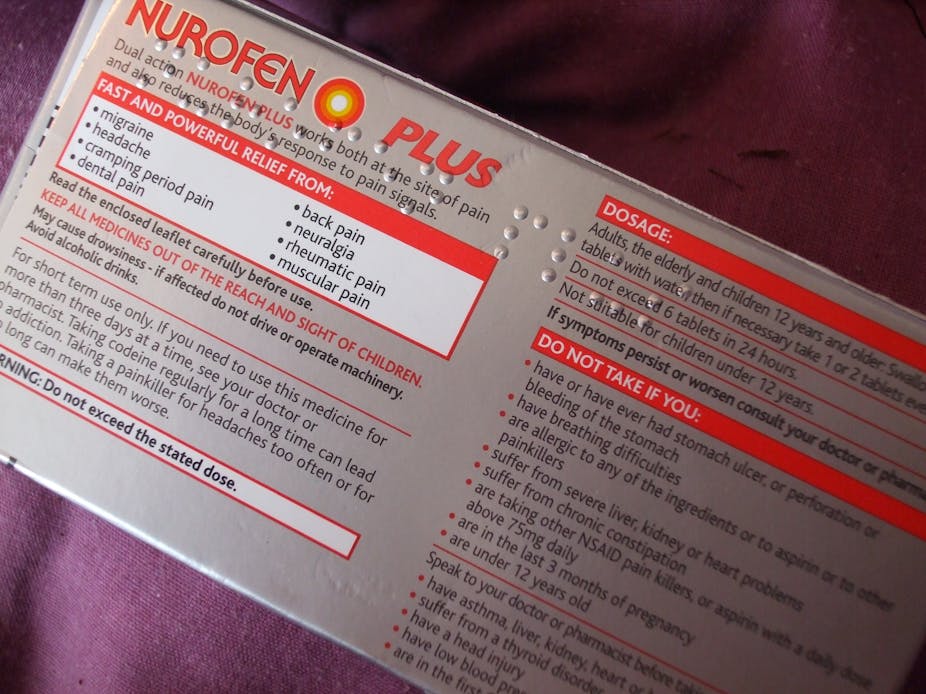 NUROFEN PLUS
Dual action NUROFEN PLUS works both at the site of pain
and also reduces the body's response to pain signals.
FAST AND POWERFUL RELIEF FROM:
• migraine
• headache
• cramping period pain
• dental pain
• back pain
• neuralgia
• rheumatic pain
• muscular pain
Read the enclosed leaflet carefully before use.
KEEP ALL MEDICINES OUT OF THE REACH AND SIGHT OF CHILDREN.
May cause drowsiness - if affected do not drive or operate machinery.
Avoid alcoholic drinks.
For short term use only. If you need to use this medicine for
more than three days at a time, see your doctor or
pharmacist. Taking codeine regularly for a long time can lead
to addiction. Taking a painkiller for headaches too often or for
too long can make them worse.
WARNING: Do not exceed the stated dose.
DOSAGE:
Adults, the elderly and children 12 years and older: Swallo
tablets with water, then if necessary take 1 or 2 tablets eve
Do not exceed 6 tablets in 24 hours.
Not suitable for children under 12 years.
If symptoms persist or worsen consult your doctor or pharma
DO NOT TAKE IF YOU:
• have or have ever had stomach ulcer, or perforation or
bleeding of the stomach
• have breathing difficulties
• are allergic to any of the ingredients or to aspirin or to other
painkillers
• suffer from severe liver, kidney or heart problems
• suffer from chronic constipation
• are taking other NSAID pain killers, or aspirin with a daily dose
above 75mg daily
• are in the last 3 months of pregnancy
• are under 12 years old
Speak to your doctor or pharmacist before taki
• have asthma, liver, kidney, heart or
• suffer from a thyroid disorder
• have a head injury
• have low blood pre
• are in the first